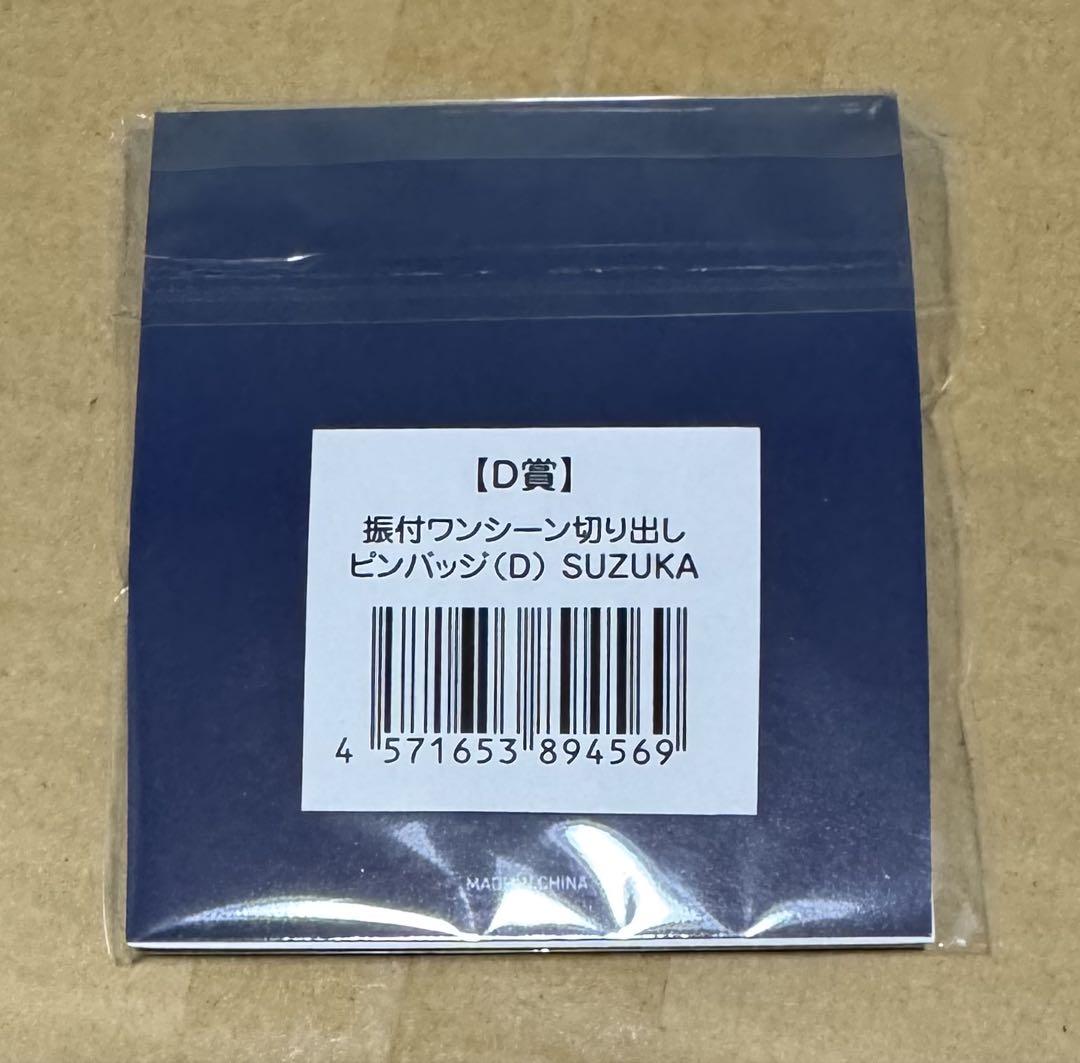 【D賞】
振付ワンシーン切り出し
ピンバッジ(D) SUZUKA
4 571653 894569
MADE IN CHINA